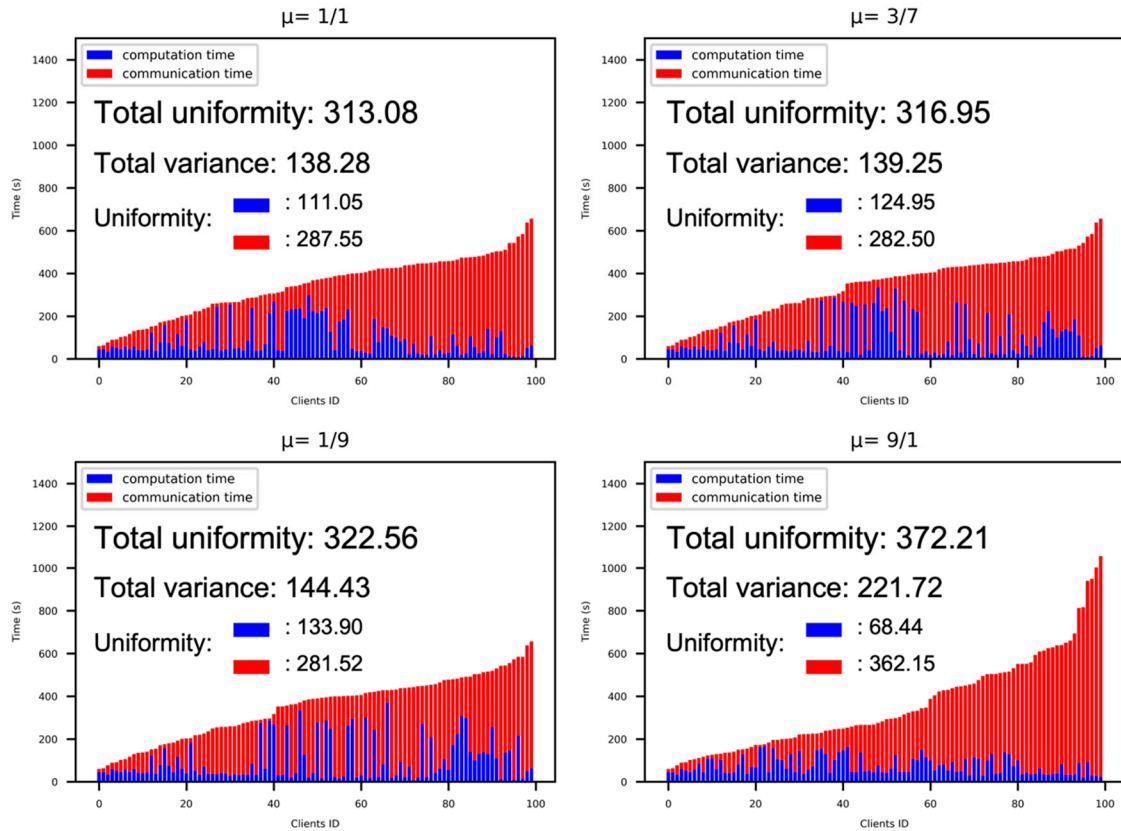 μ= 1/1
computation time
communication time
Total uniformity: 313.08
Total variance: 138.28
Uniformity:
: 111.05
: 287.55
Time (s)
1400
1200
1000
800
600
400
200
0
0 20 40 60 80 100
Clients ID
μ= 3/7
computation time
communication time
Total uniformity: 316.95
Total variance: 139.25
Uniformity:
: 124.95
: 282.50
Time (s)
1400
1200
1000
800
600
400
200
0
0 20 40 60 80 100
Clients ID
μ= 1/9
computation time
communication time
Total uniformity: 322.56
Total variance: 144.43
Uniformity:
: 133.90
: 281.52
Time (s)
1400
1200
1000
800
600
400
200
0
0 20 40 60 80 100
Clients ID
μ= 9/1
computation time
communication time
Total uniformity: 372.21
Total variance: 221.72
Uniformity:
: 68.44
: 362.15
Time (s)
1400
1200
1000
800
600
400
200
0
0 20 40 60 80 100
Clients ID